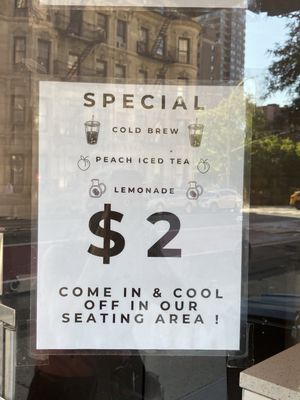 SPECIAL
COLD BREW
PEACH ICED TEA
LEMONADE
$2
COME IN & COOL
OFF IN OUR
SEATING AREA !